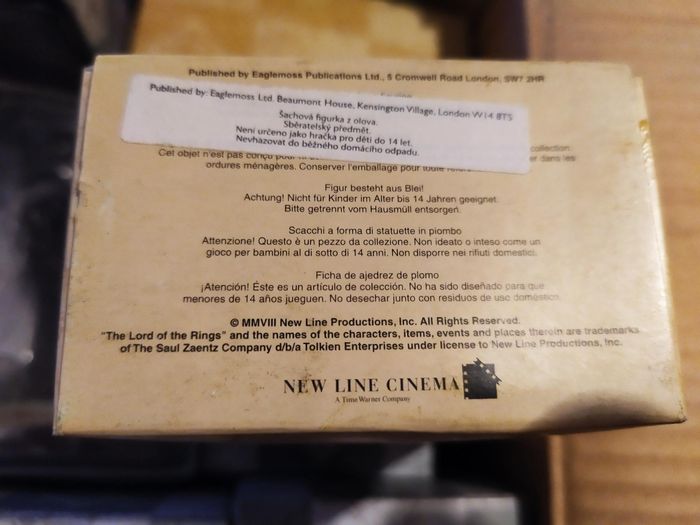 Published by Eaglemoss Publications Ltd., 5 Cromwell Road London, SW7 2HR
Published by: Eaglemoss Ltd. Beaumont House, Kensington Village, London W14 8TS
Šachová figurka z olova.
Sběratelský předmět.
Není určeno jako hračka pro děti do 14 let.
Nevhazovat do běžného domácího odpadu.
collection.
Cet objet n'est pas conçu pour dans les
ordures ménagères. Conserver l'emballage pour toute
Figur besteht aus Blei!
Achtung! Nicht für Kinder im Alter bis 14 Jahren geeignet.
Bitte getrennt vom Hausmüll entsorgen.
Scacchi a forma di statuette in piombo
Attenzione! Questo è un pezzo da collezione. Non ideato o inteso come un
gioco per bambini al di sotto di 14 anni. Non disporre nei rifiuti domestici.
Ficha de ajedrez de plomo
¡Atención! Éste es un artículo de colección. No ha sido diseñado para que
menores de 14 años jueguen. No desechar junto con residuos de uso doméstico.
© MMVIII New Line Productions, Inc. All Rights Reserved.
"The Lord of the Rings" and the names of the characters, items, events and places therein are trademarks
of The Saul Zaentz Company d/b/a Tolkien Enterprises under license to New Line Productions, Inc.
NEW LINE CINEMA
A Time Warner Company